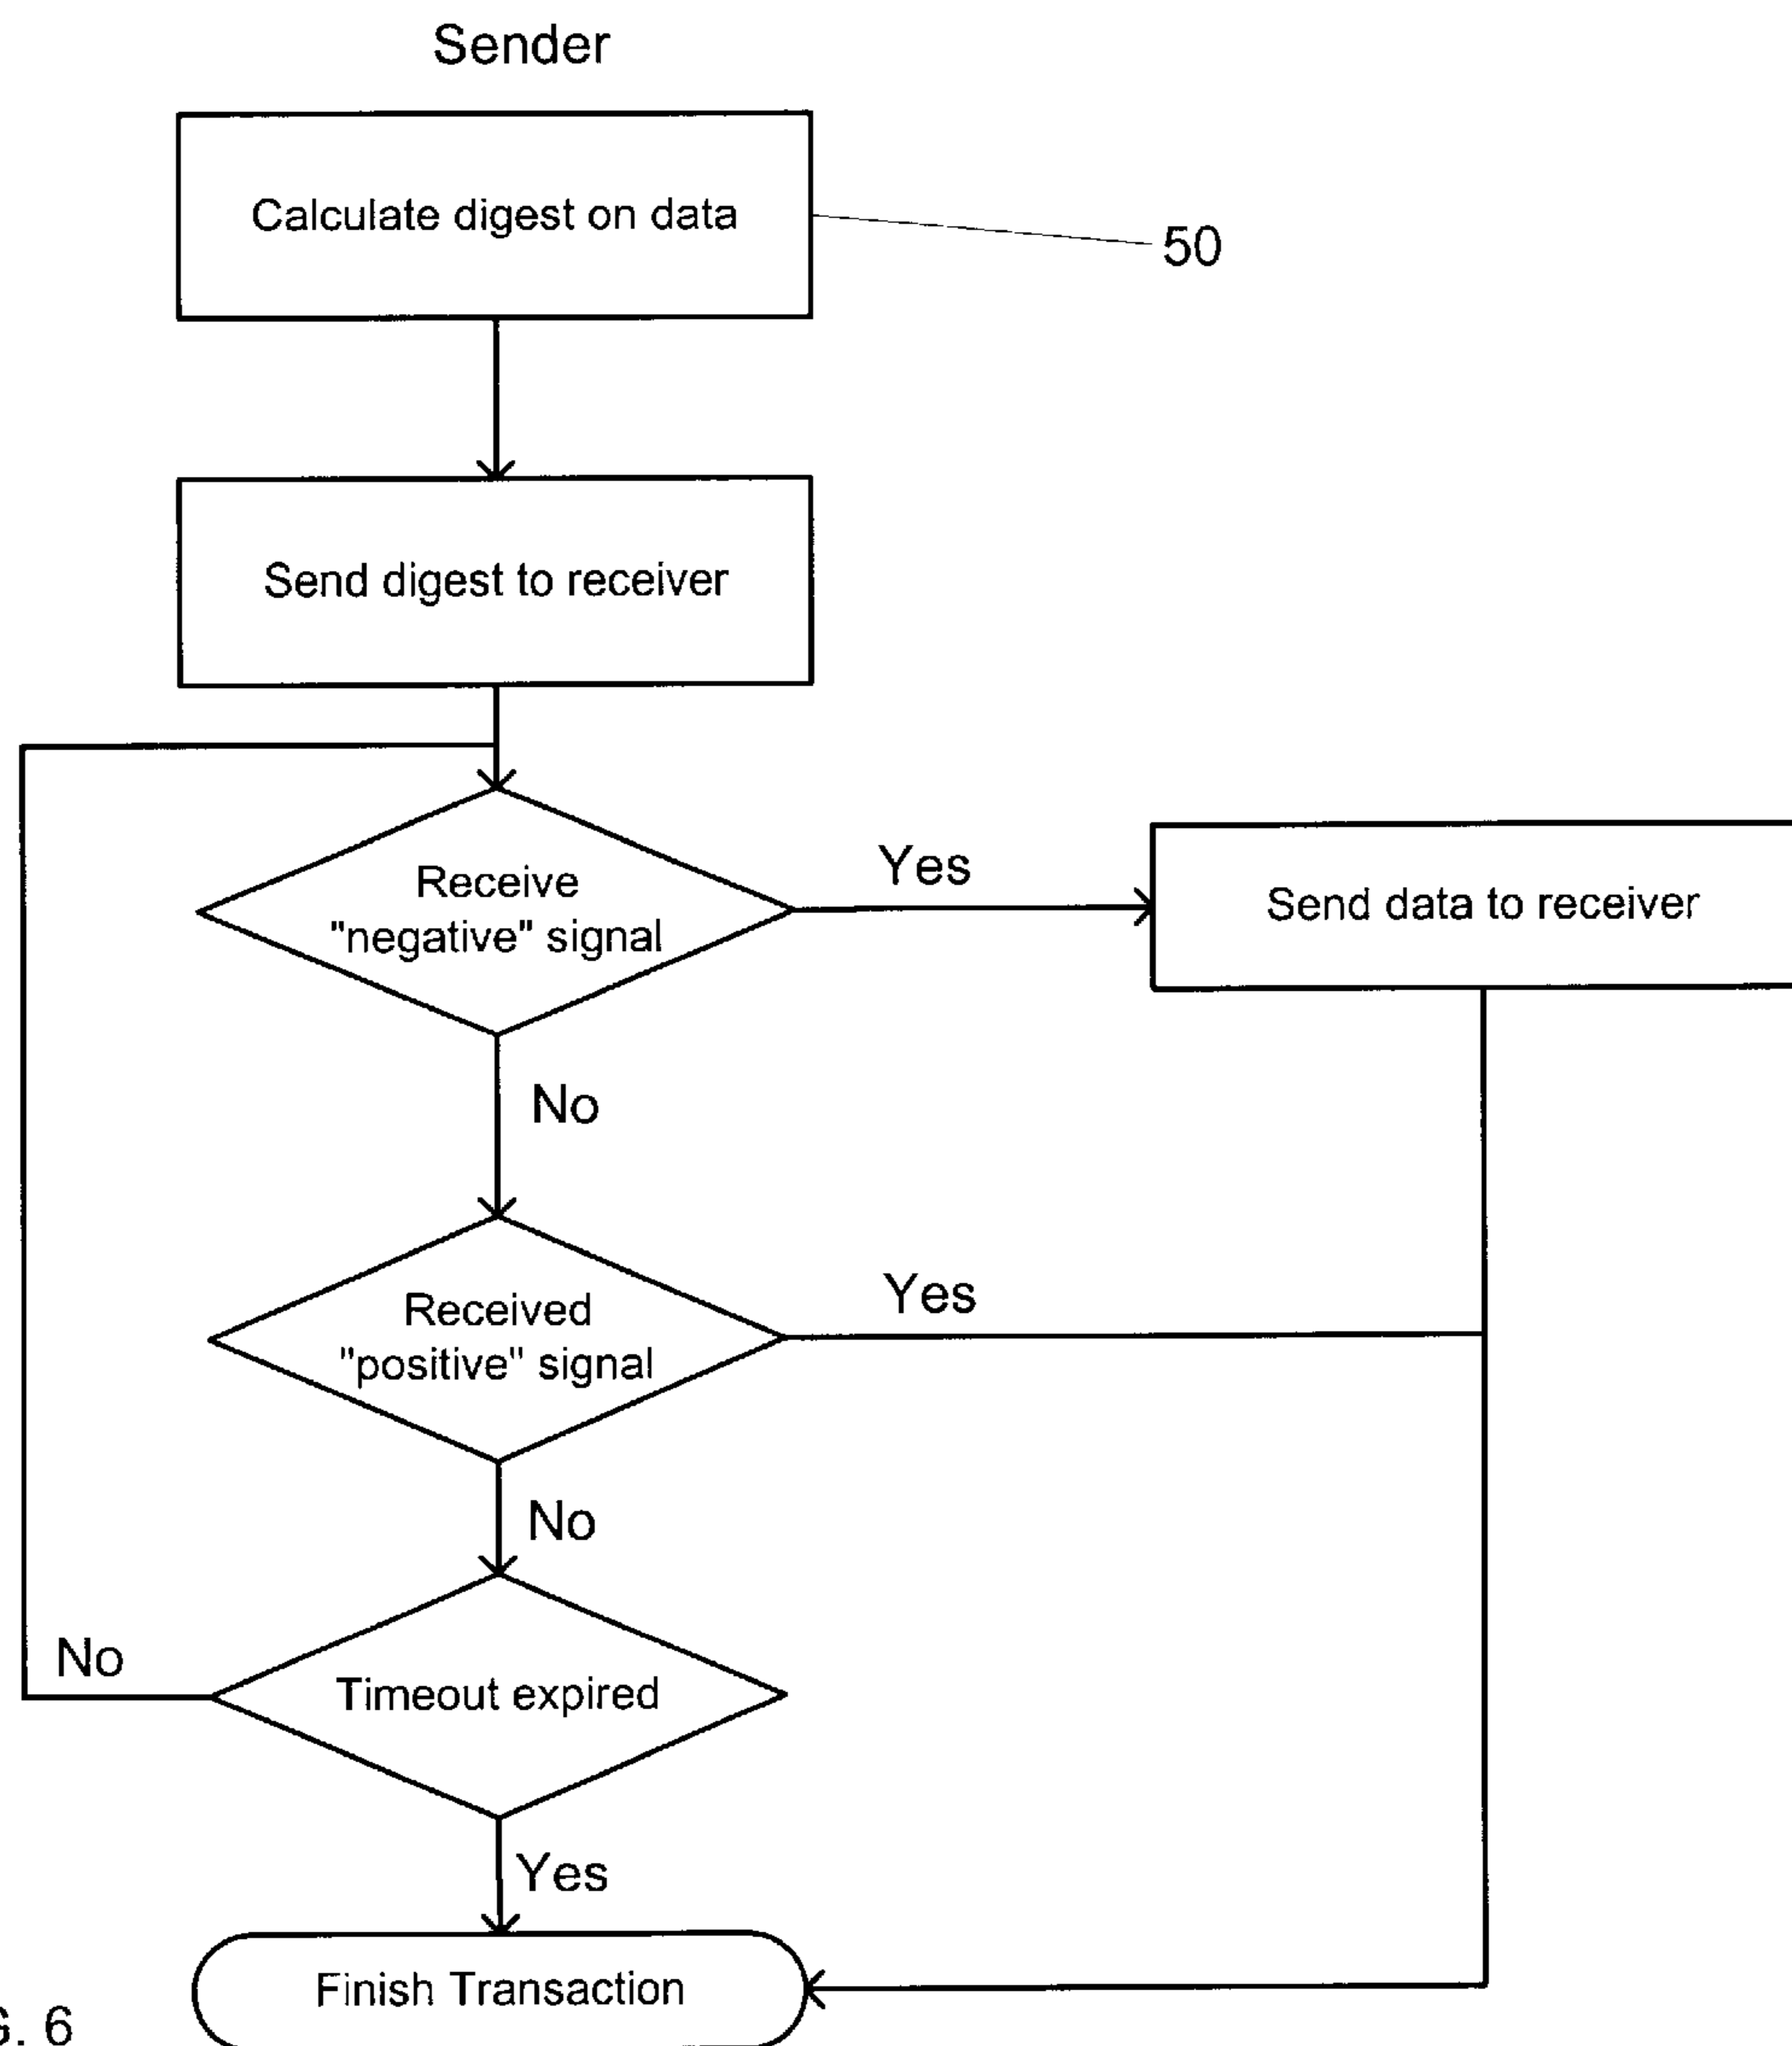 Sender
Calculate digest on data
50
Send digest to receiver
Receive
"negative" signal
Yes
Send data to receiver
No
Received
"positive" signal
Yes
No
Timeout expired
No
Yes
Finish Transaction
6